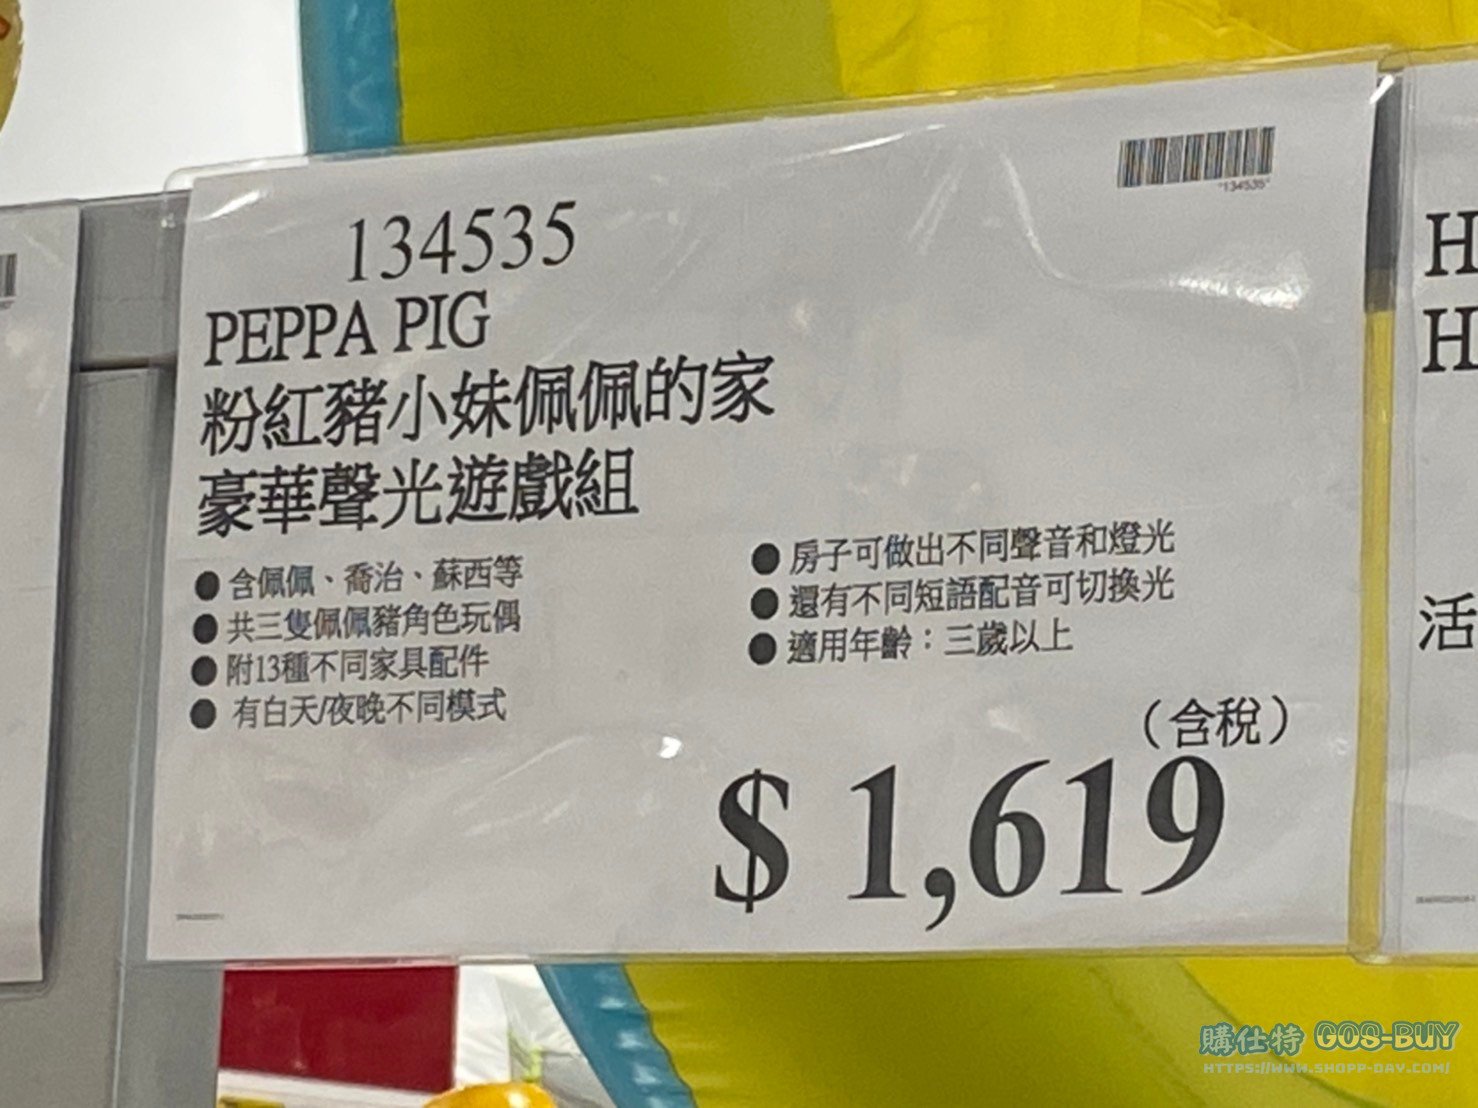 134535
"134535"
PEPPA PIG
粉紅豬小妹佩佩的家
豪華聲光遊戲組
● 含佩佩、喬治、蘇西等
● 共三隻佩佩豬角色玩偶
● 附13種不同家具配件
● 有白天/夜晚不同模式
● 房子可做出不同聲音和燈光
● 還有不同短語配音可切換光
● 適用年齡：三歲以上
（含稅）
$ 1,619
H
H
活
購仕特 GOS-BUY
HTTPS://WWW.SHOPP-DAY.COM/